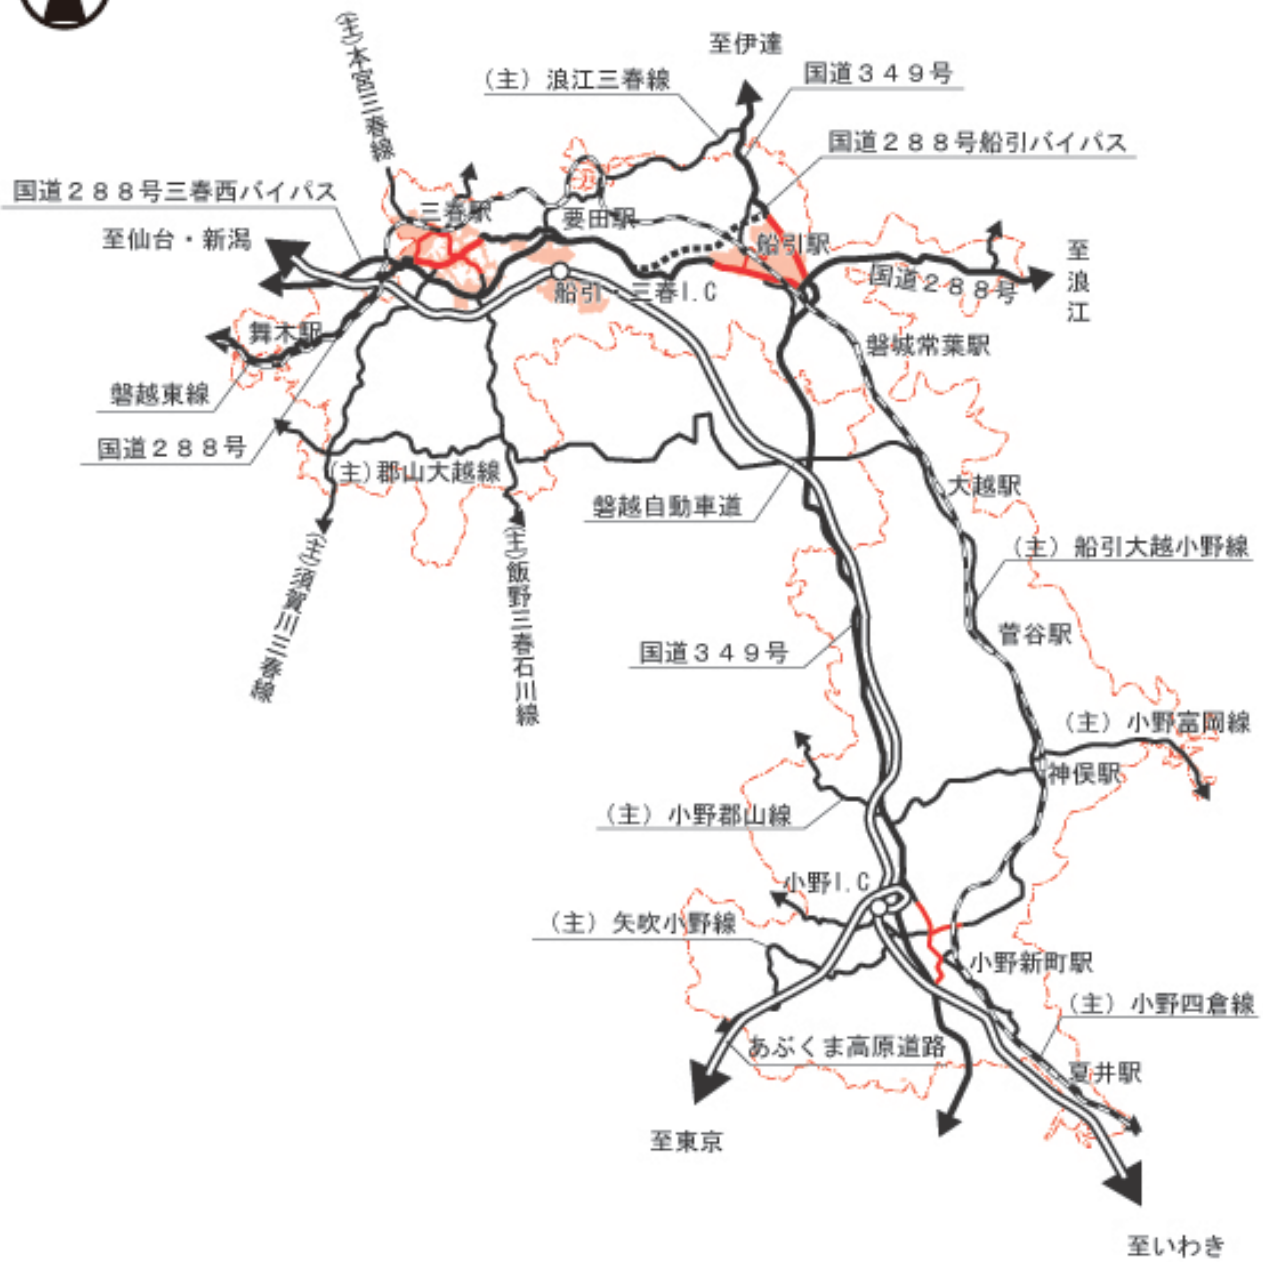 至伊達
国道３４９号
（主）浪江三春線
（主）本宮三春線
国道２８８号船引バイパス
国道２８８号三春西バイパス
三春駅
要田駅
至仙台・新潟
船引駅
至浪江
国道２８８号
船引・三春I.C
舞木駅
磐城常葉駅
磐越東線
国道２８８号
（主）郡山大越線
大越駅
磐越自動車道
（主）船引大越小野線
（主）須賀川三春線
（主）飯野三春石川線
菅谷駅
国道３４９号
（主）小野富岡線
神俣駅
（主）小野郡山線
小野I.C
（主）矢吹小野線
小野新町駅
（主）小野四倉線
あぶくま高原道路
夏井駅
至東京
至いわき